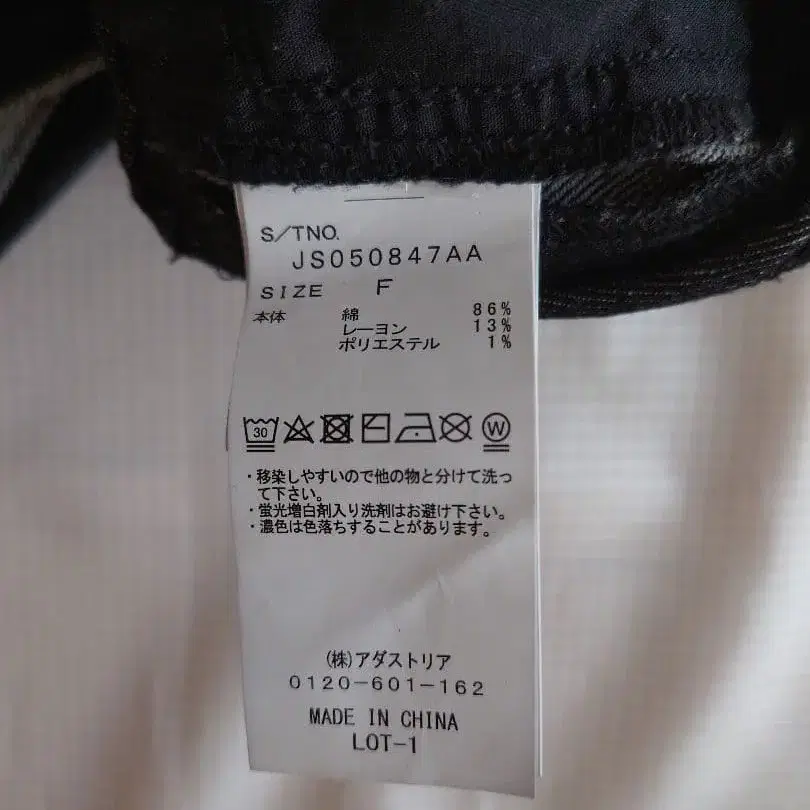 S/TNO.
JS050847AA
SIZE F
本体 綿 86%
レーヨン 13%
ポリエステル 1%
30 W
・移染しやすいので他の物と分けて洗っ
て下さい。
・蛍光増白剤入り洗剤はお避け下さい。
・濃色は色落ちすることがあります。
(株)アダストリア
0120-601-162
MADE IN CHINA
LOT-1